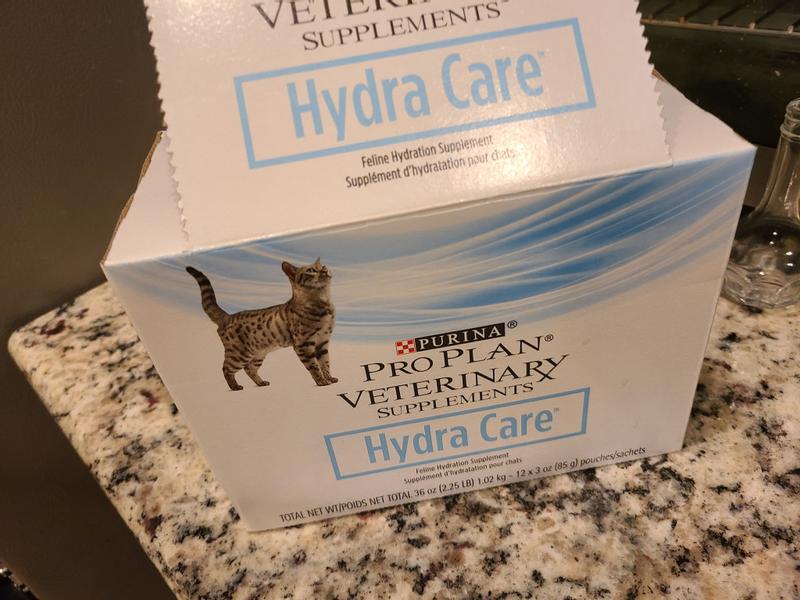 VETERINARY
SUPPLEMENTS
Hydra Care™
Feline Hydration Supplement
Supplément d'hydratation pour chats
PURINA®
PRO PLAN®
VETERINARY
SUPPLEMENTS
Hydra Care™
Feline Hydration Supplement
Supplément d'hydratation pour chats
TOTAL NET WT/POIDS NET TOTAL 36 oz (2.25 LB) 1.02 kg – 12 x 3 oz (85 g) pouches/sachets